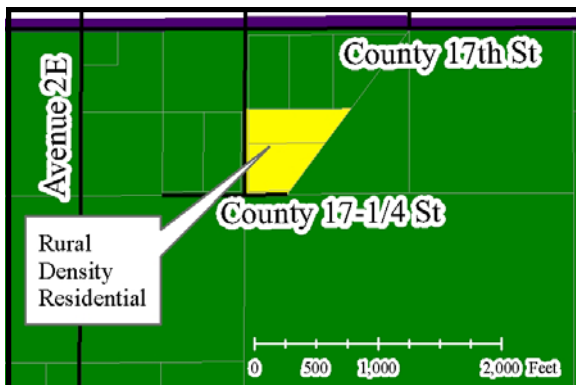 County 17th St
Avenue 2E
County 17-1/4 St
Rural
Density
Residential
0 500 1,000 2,000 Feet